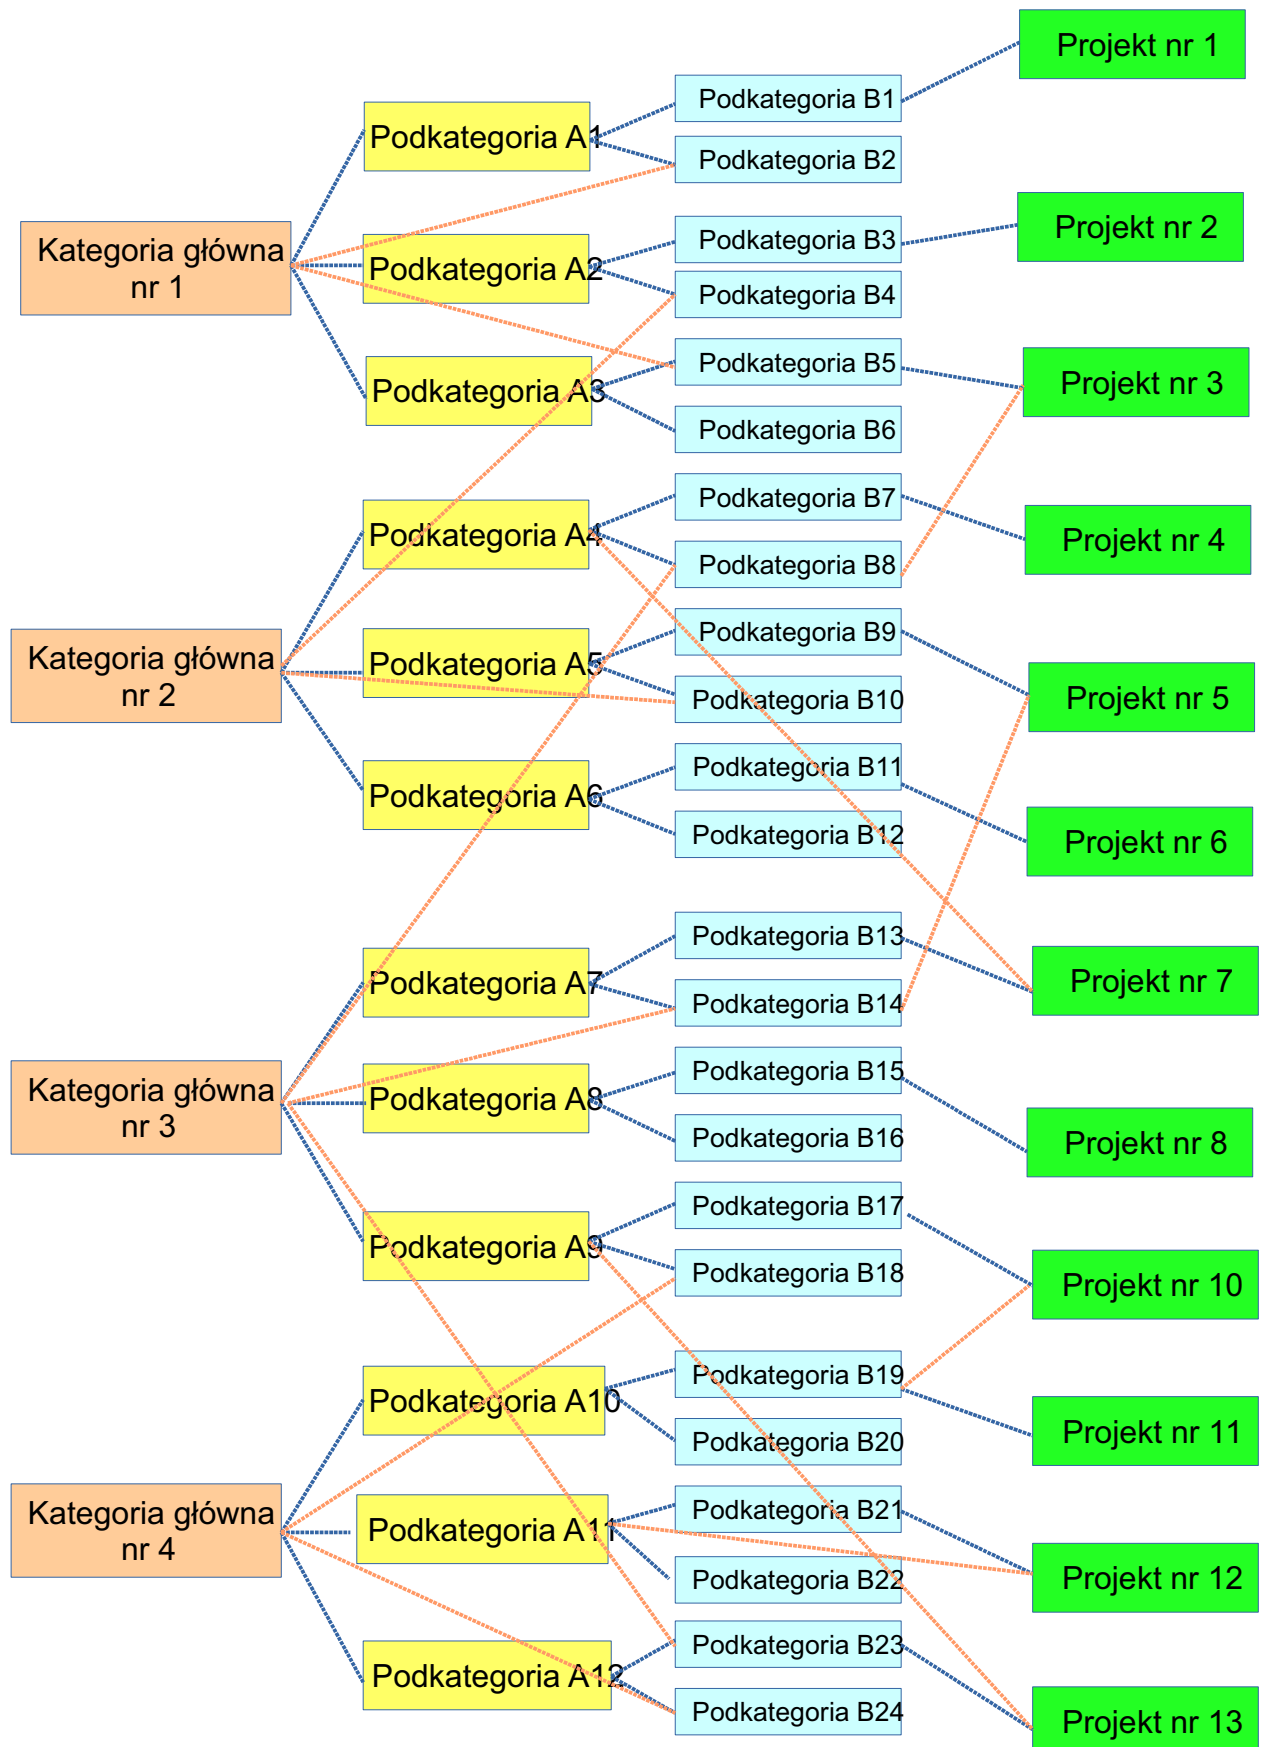 Kategoria główna
nr 1
Kategoria główna
nr 2
Kategoria główna
nr 3
Kategoria główna
nr 4
Podkategoria A1
Podkategoria A2
Podkategoria A3
Podkategoria A4
Podkategoria A5
Podkategoria A6
Podkategoria A7
Podkategoria A8
Podkategoria A9
Podkategoria A10
Podkategoria A11
Podkategoria A12
Podkategoria B1
Podkategoria B2
Podkategoria B3
Podkategoria B4
Podkategoria B5
Podkategoria B6
Podkategoria B7
Podkategoria B8
Podkategoria B9
Podkategoria B10
Podkategoria B11
Podkategoria B12
Podkategoria B13
Podkategoria B14
Podkategoria B15
Podkategoria B16
Podkategoria B17
Podkategoria B18
Podkategoria B19
Podkategoria B20
Podkategoria B21
Podkategoria B22
Podkategoria B23
Podkategoria B24
Projekt nr 1
Projekt nr 2
Projekt nr 3
Projekt nr 4
Projekt nr 5
Projekt nr 6
Projekt nr 7
Projekt nr 8
Projekt nr 10
Projekt nr 11
Projekt nr 12
Projekt nr 13